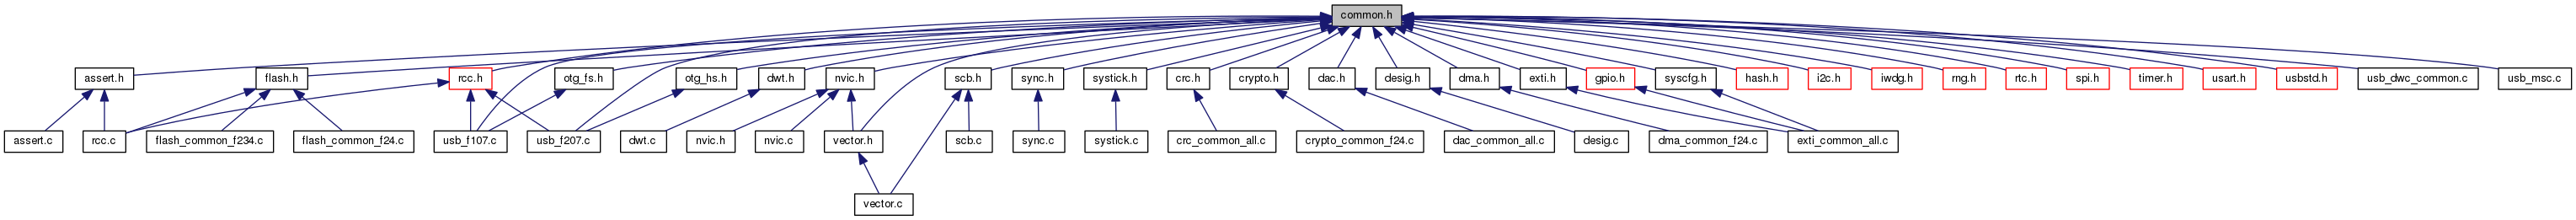 common.h
assert.h
flash.h
rcc.h
otg_fs.h
otg_hs.h
dwt.h
nvic.h
scb.h
sync.h
systick.h
crc.h
crypto.h
dac.h
desig.h
dma.h
exti.h
gpio.h
syscfg.h
hash.h
i2c.h
iwdg.h
rng.h
rtc.h
spi.h
timer.h
usart.h
usbstd.h
usb_dwc_common.c
usb_msc.c
assert.c
rcc.c
flash_common_f234.c
flash_common_f24.c
usb_f107.c
usb_f207.c
dwt.c
nvic.h
nvic.c
vector.h
scb.c
sync.c
systick.c
crc_common_all.c
crypto_common_f24.c
dac_common_all.c
desig.c
dma_common_f24.c
exti_common_all.c
vector.c